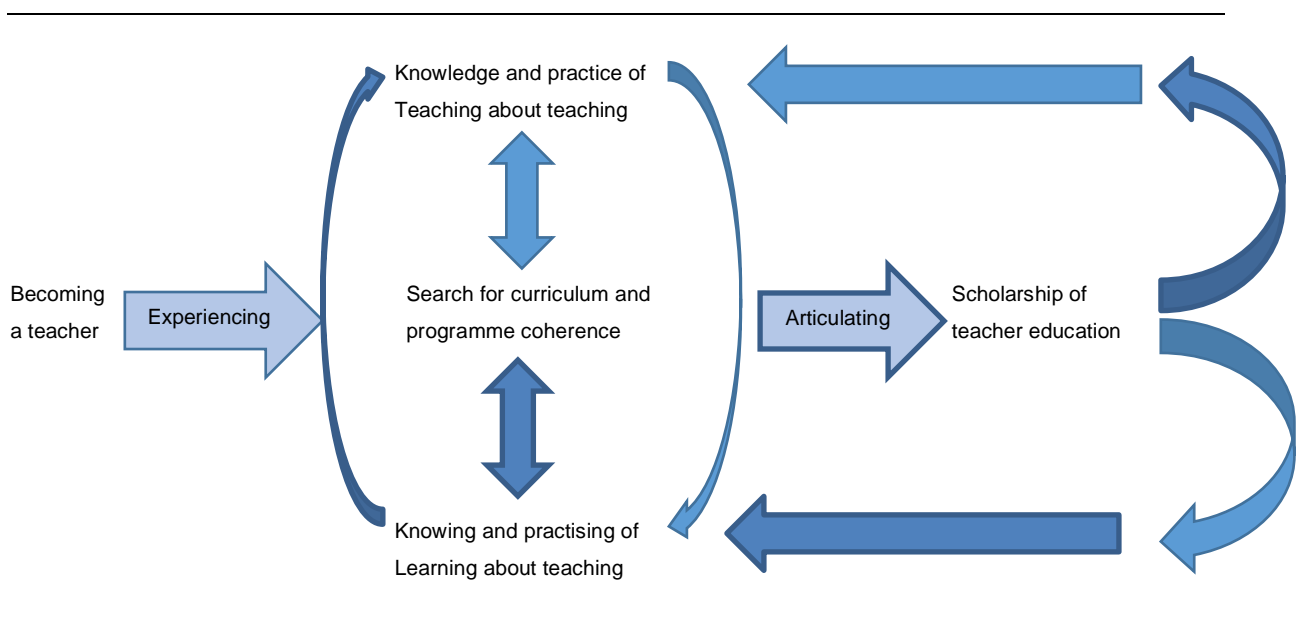 Knowledge and practice of
Teaching about teaching
Becoming
a teacher
Experiencing
Search for curriculum and
programme coherence
Articulating
Scholarship of
teacher education
Knowing and practising of
Learning about teaching